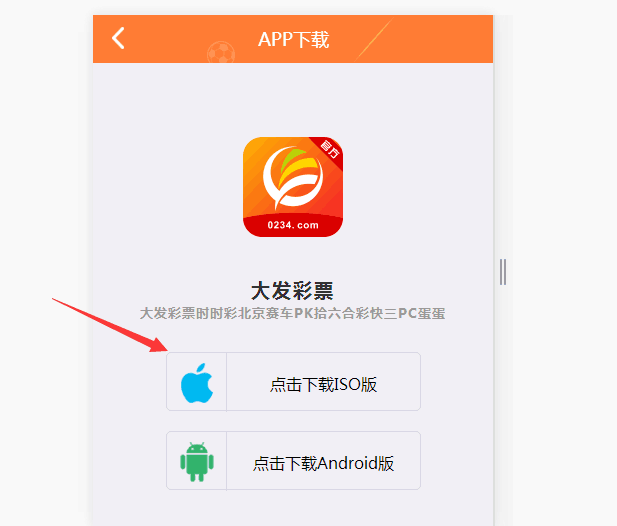 APP下载
官方
0234.com
大发彩票
大发彩票时时彩北京赛车PK拾六合彩快三PC蛋蛋
点击下载ISO版
点击下载Android版